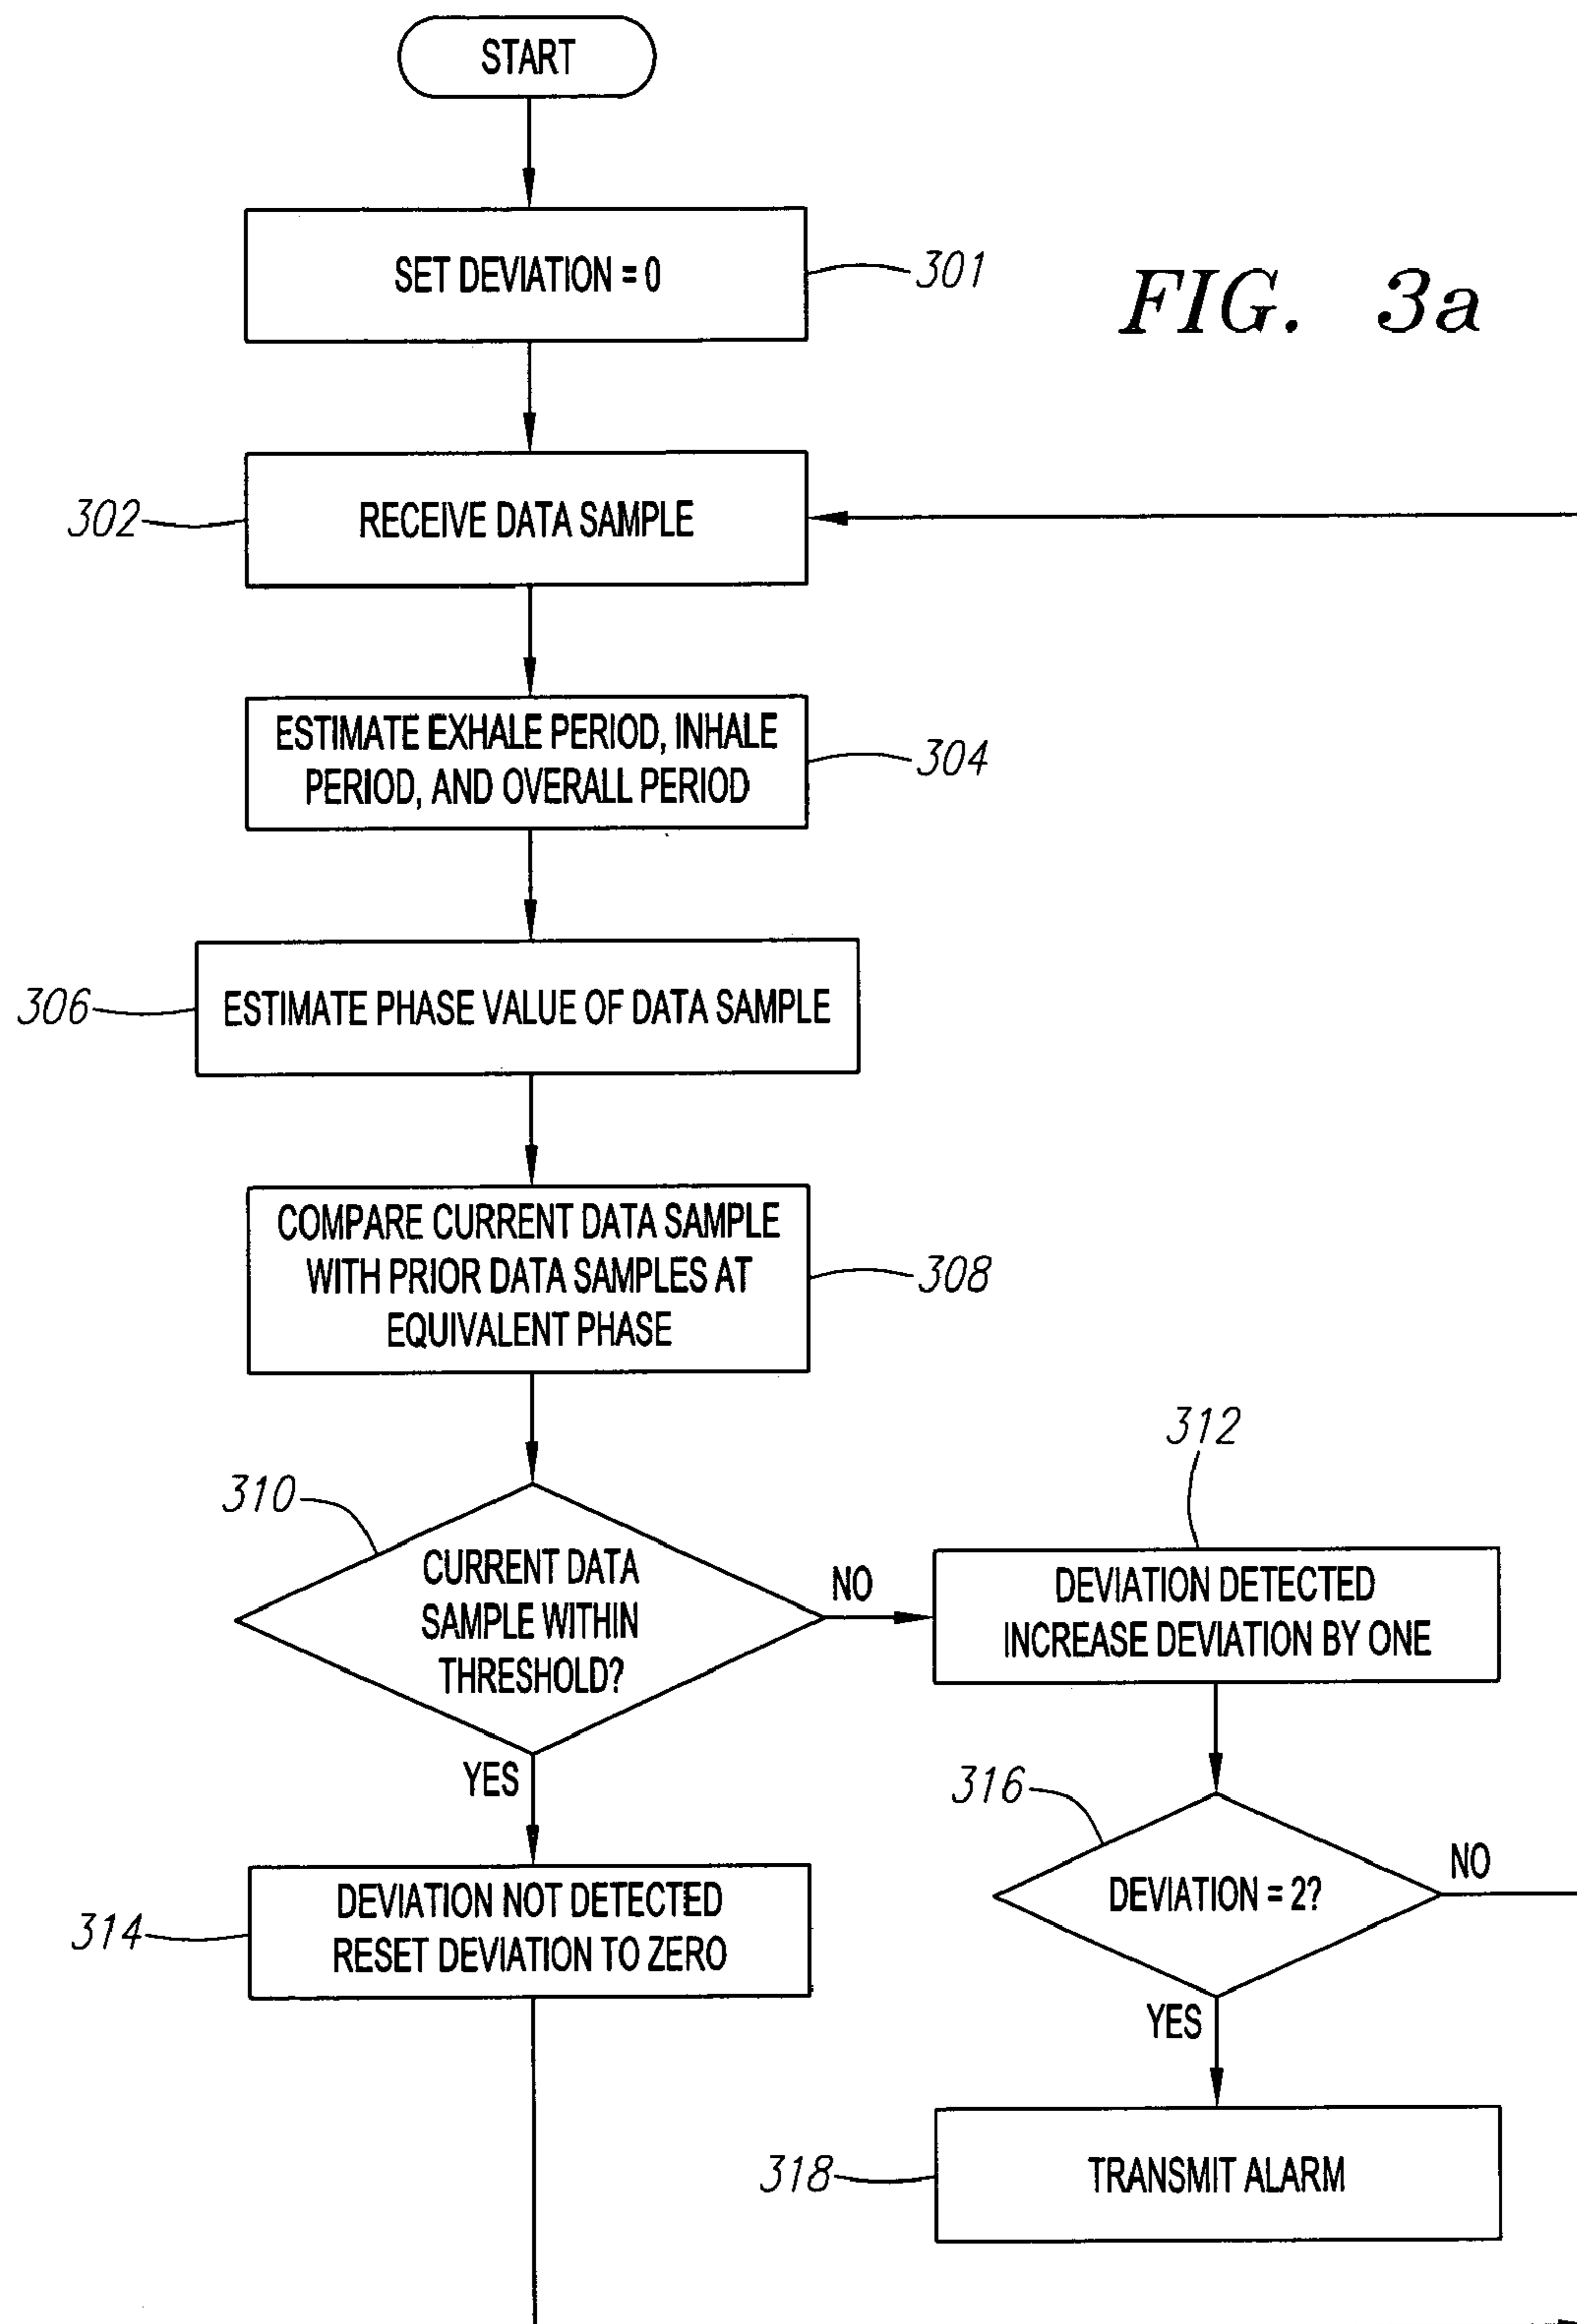 START
SET DEVIATION = 0
301
FIG. 3a
302
RECEIVE DATA SAMPLE
ESTIMATE EXHALE PERIOD, INHALE
PERIOD, AND OVERALL PERIOD
304
306
ESTIMATE PHASE VALUE OF DATA SAMPLE
COMPARE CURRENT DATA SAMPLE
WITH PRIOR DATA SAMPLES AT
EQUIVALENT PHASE
308
310
CURRENT DATA
SAMPLE WITHIN
THRESHOLD?
NO
312
DEVIATION DETECTED
INCREASE DEVIATION BY ONE
YES
316
DEVIATION = 2?
NO
314
DEVIATION NOT DETECTED
RESET DEVIATION TO ZERO
YES
318
TRANSMIT ALARM